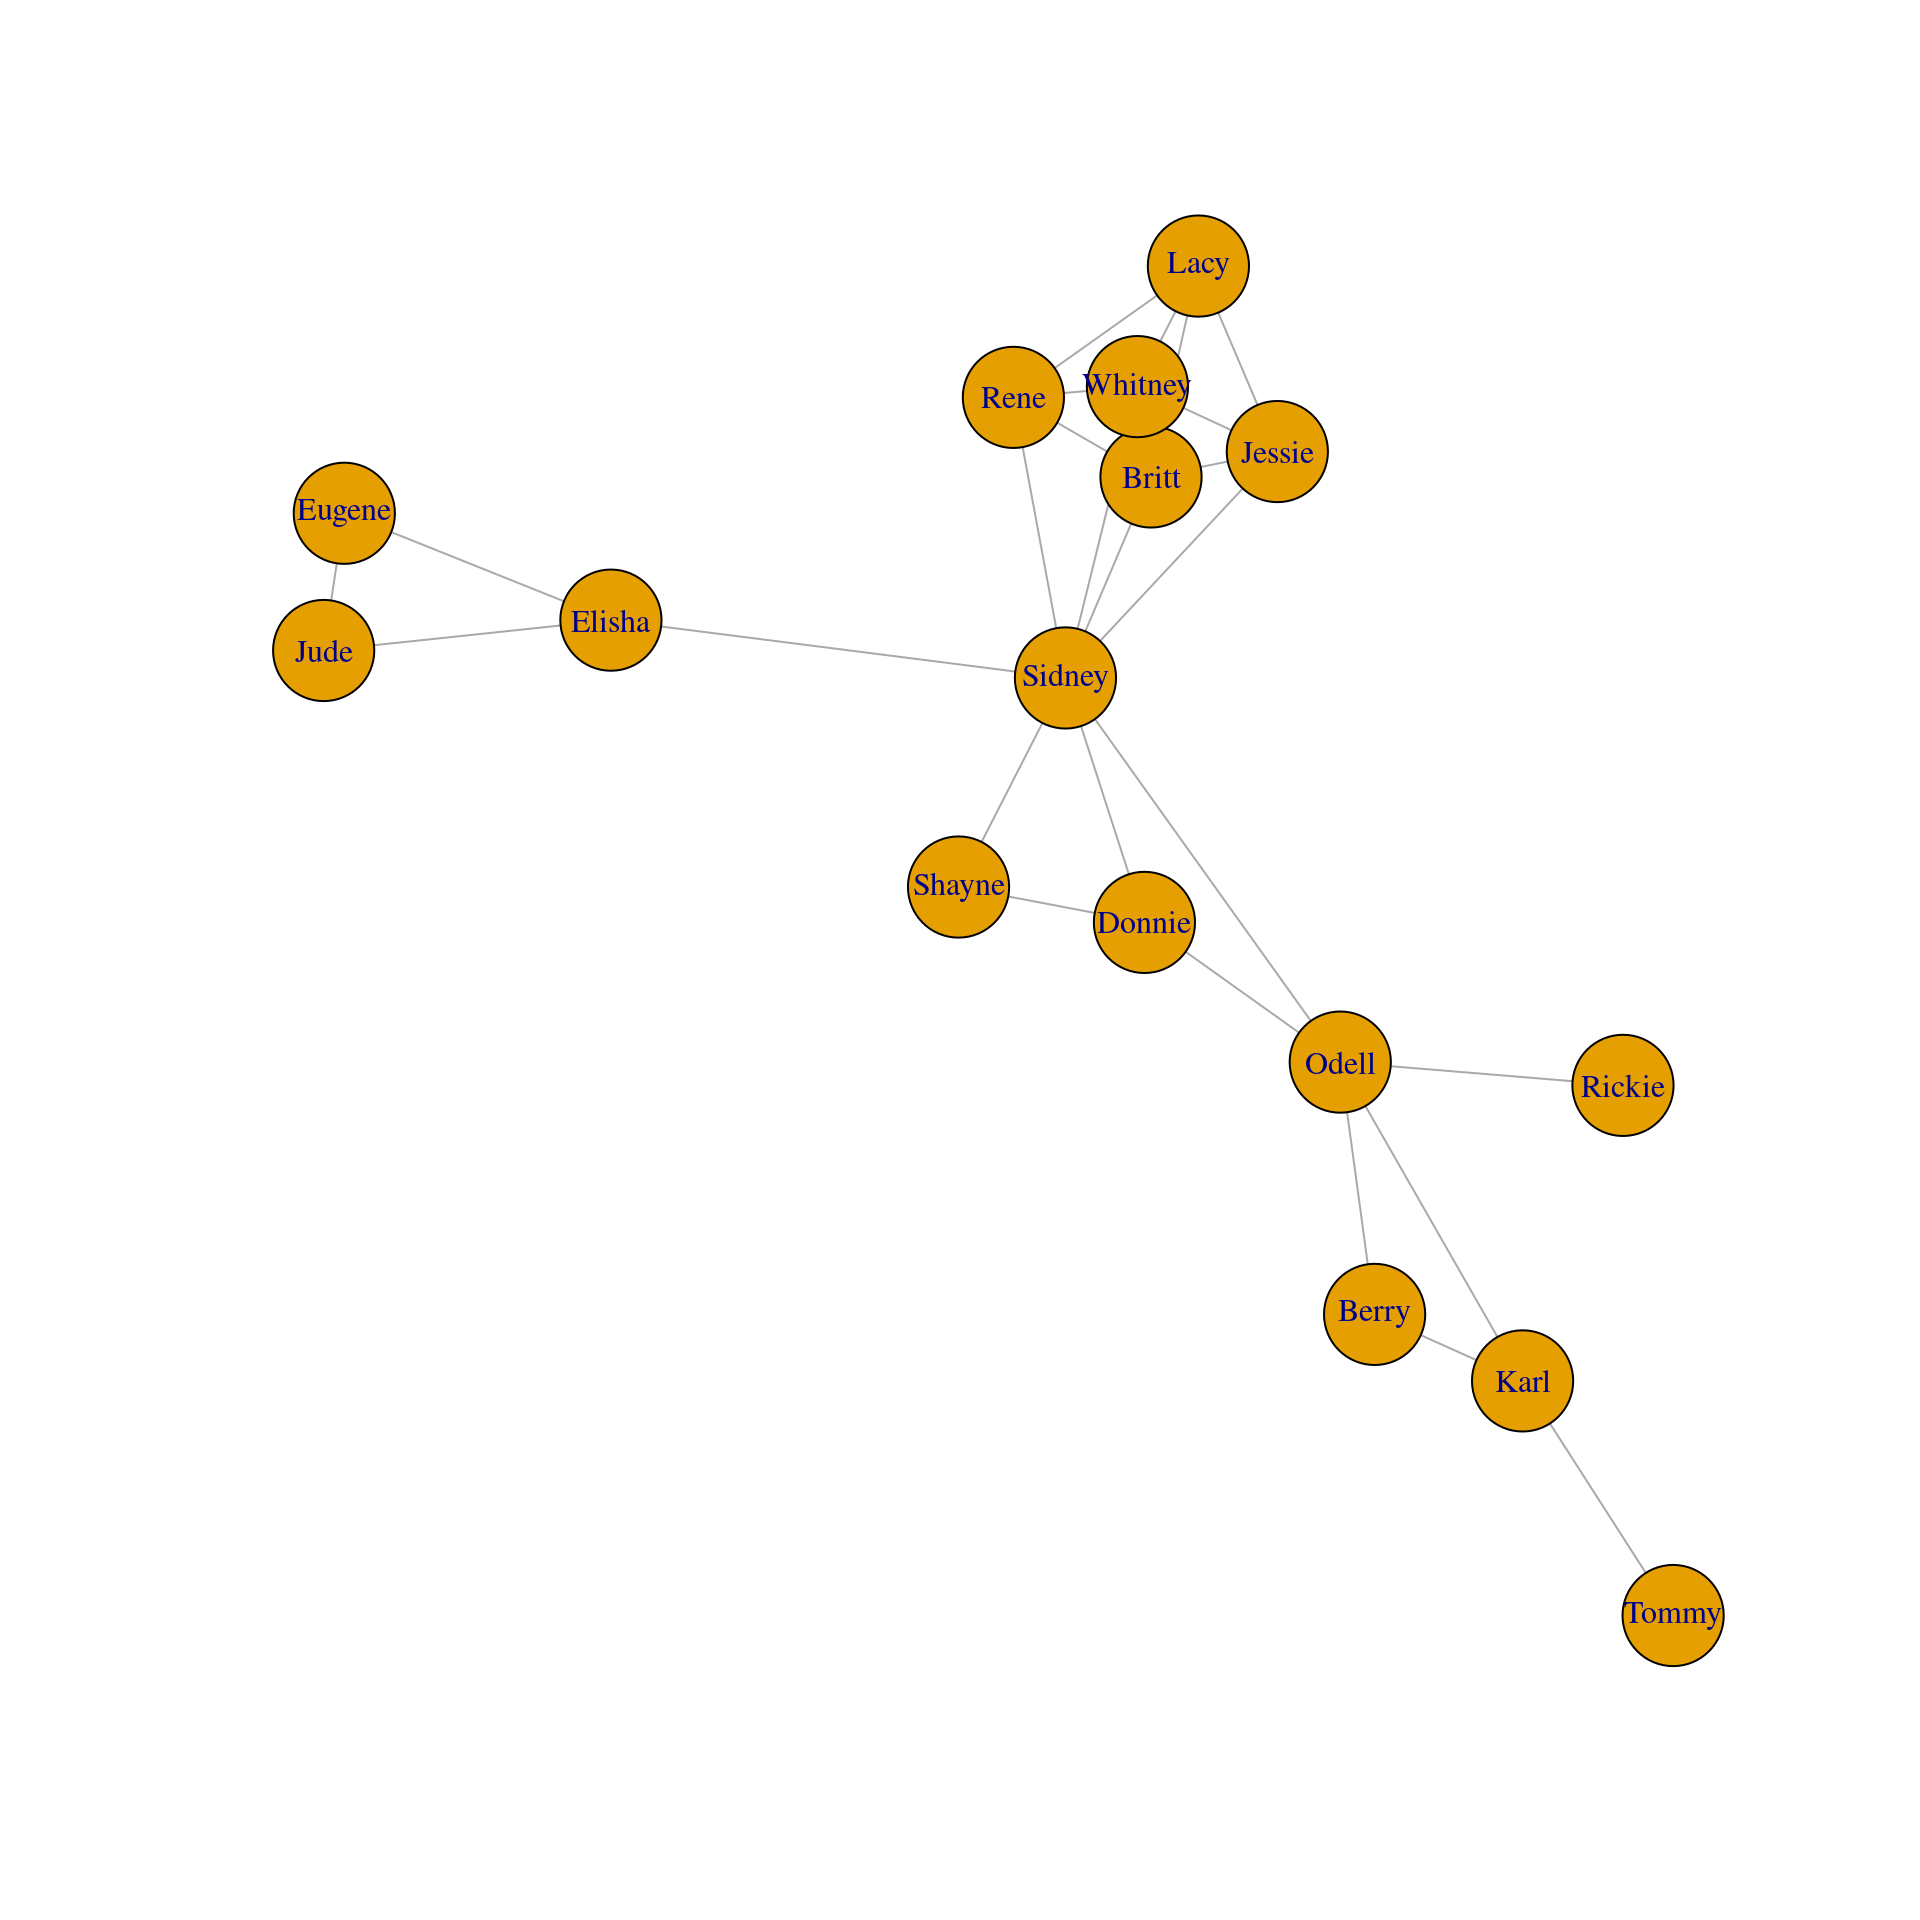 Lacy
Whitney
Rene
Jessie
Britt
Eugene
Elisha
Jude
Sidney
Shayne
Donnie
Odell
Rickie
Berry
Karl
Tommy